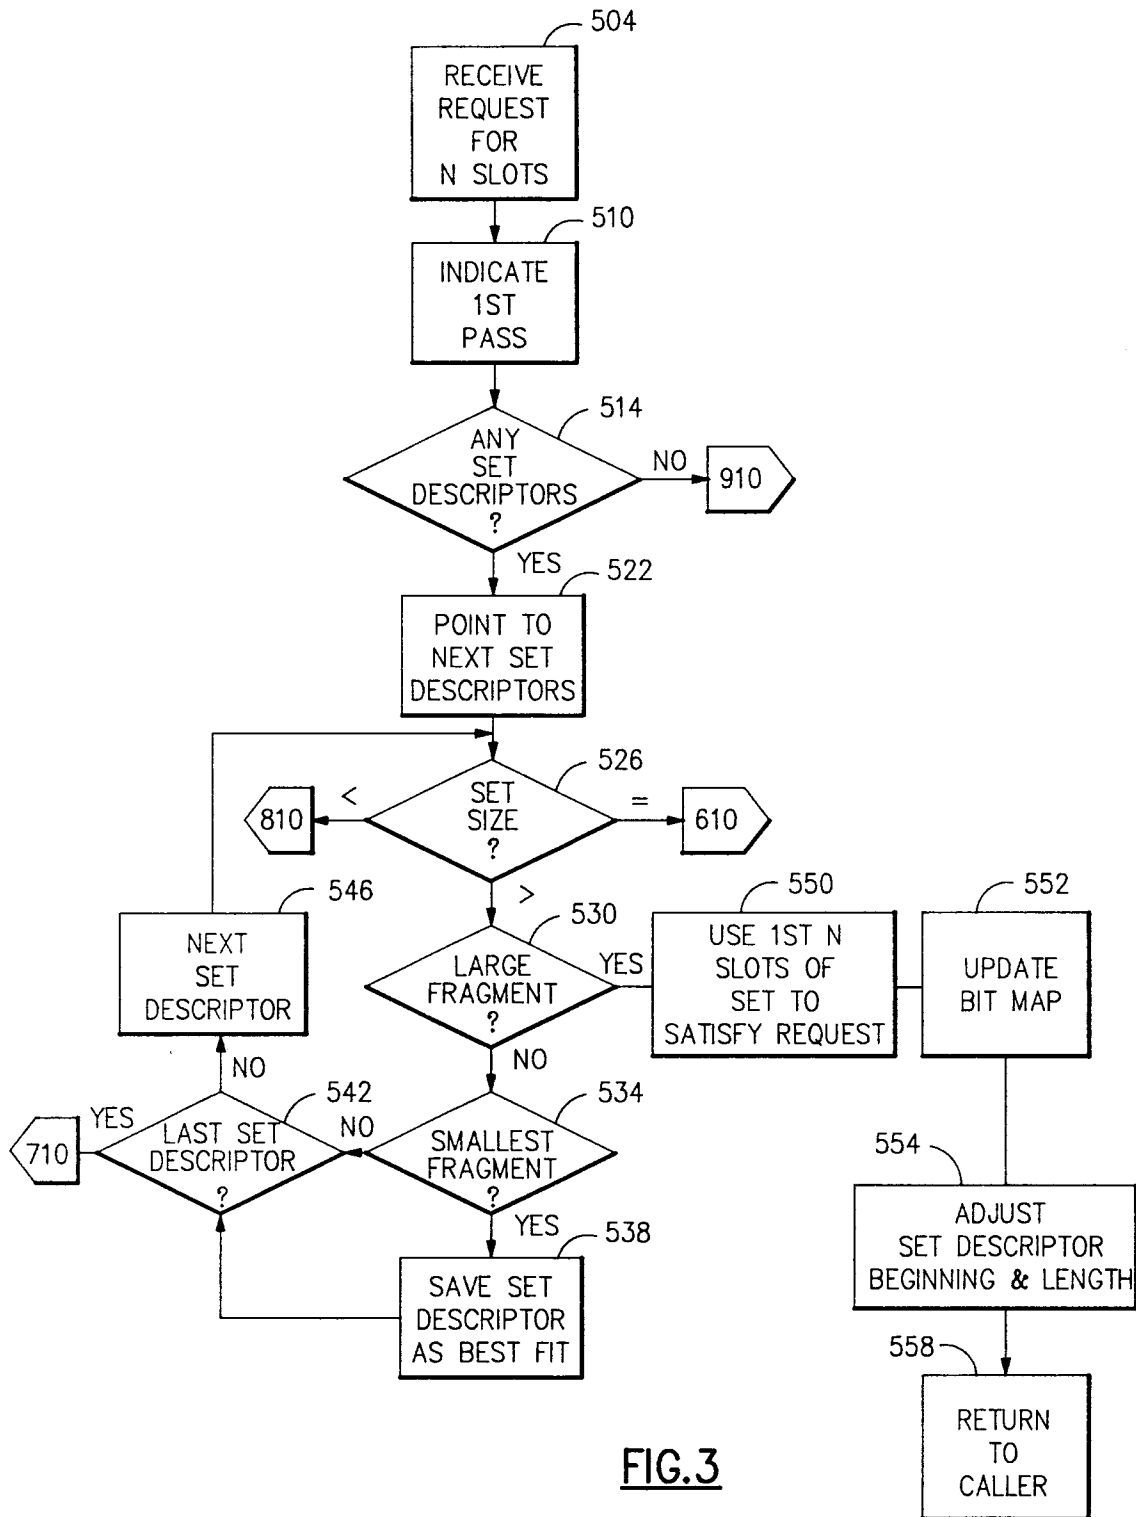 504
RECEIVE
REQUEST
FOR
N SLOTS
510
INDICATE
1ST
PASS
514
ANY
SET
DESCRIPTORS
?
NO
910
YES
522
POINT TO
NEXT SET
DESCRIPTORS
526
SET
SIZE
?
<
810
=
610
>
546
NEXT
SET
DESCRIPTOR
530
LARGE
FRAGMENT
?
YES
550
USE 1ST N
SLOTS OF
SET TO
SATISFY REQUEST
552
UPDATE
BIT MAP
NO
NO
542
LAST SET
DESCRIPTOR
?
YES
710
NO
534
SMALLEST
FRAGMENT
?
YES
538
SAVE SET
DESCRIPTOR
AS BEST FIT
554
ADJUST
SET DESCRIPTOR
BEGINNING & LENGTH
558
RETURN
TO
CALLER
FIG.3